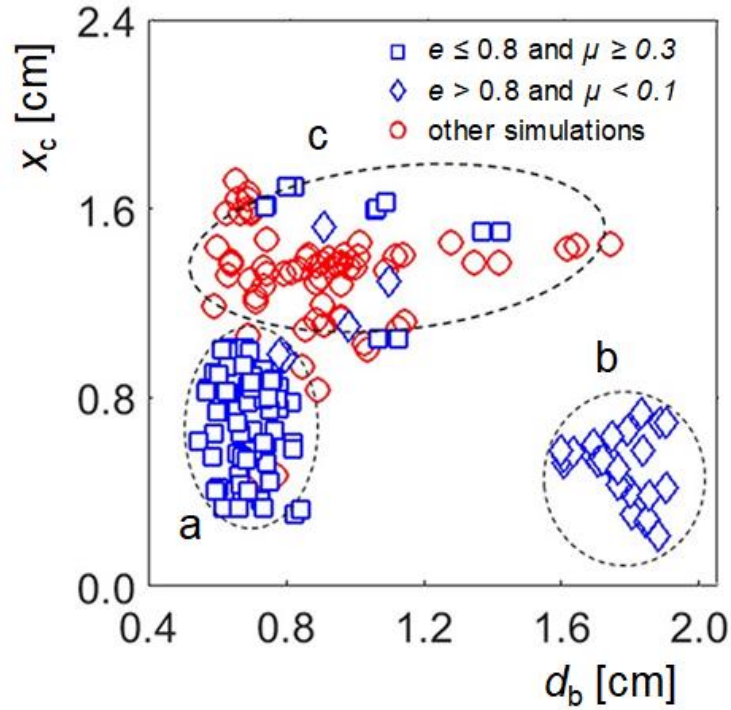 2.4
e ≤ 0.8 and μ ≥ 0.3
e > 0.8 and μ < 0.1
other simulations
c
x_c [cm]
1.6
0.8
b
a
0.0
0.4 0.8 1.2 1.6 2.0
d_b [cm]